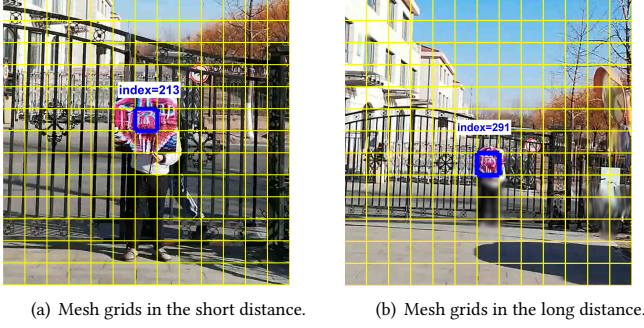 index=213
index=291
(a) Mesh grids in the short distance.
(b) Mesh grids in the long distance.